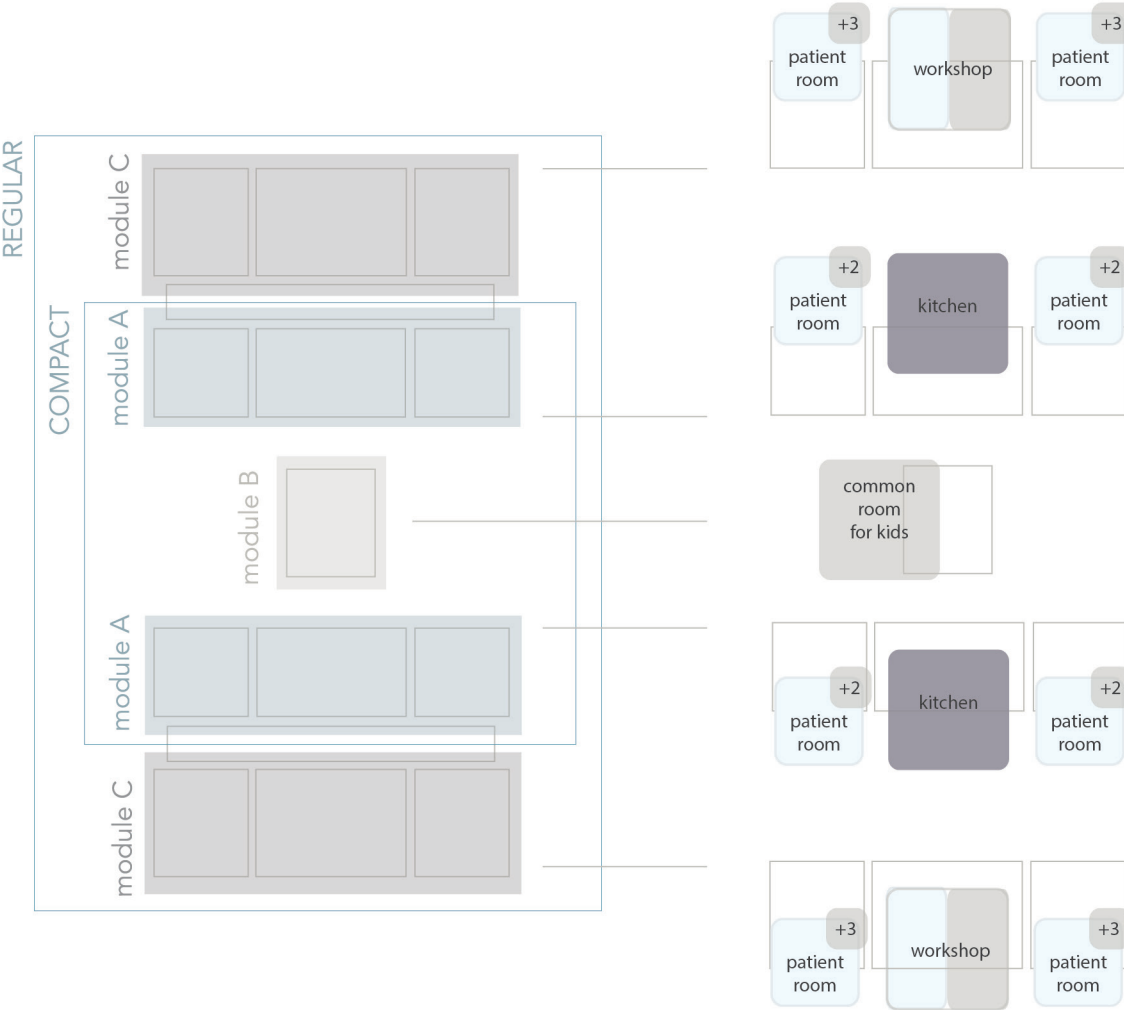 REGULAR
COMPACT
module C
module A
module B
module A
module C
+3
patient
room
workshop
+3
patient
room
+2
patient
room
kitchen
+2
patient
room
common
room
for kids
+2
patient
room
kitchen
+2
patient
room
+3
patient
room
workshop
+3
patient
room